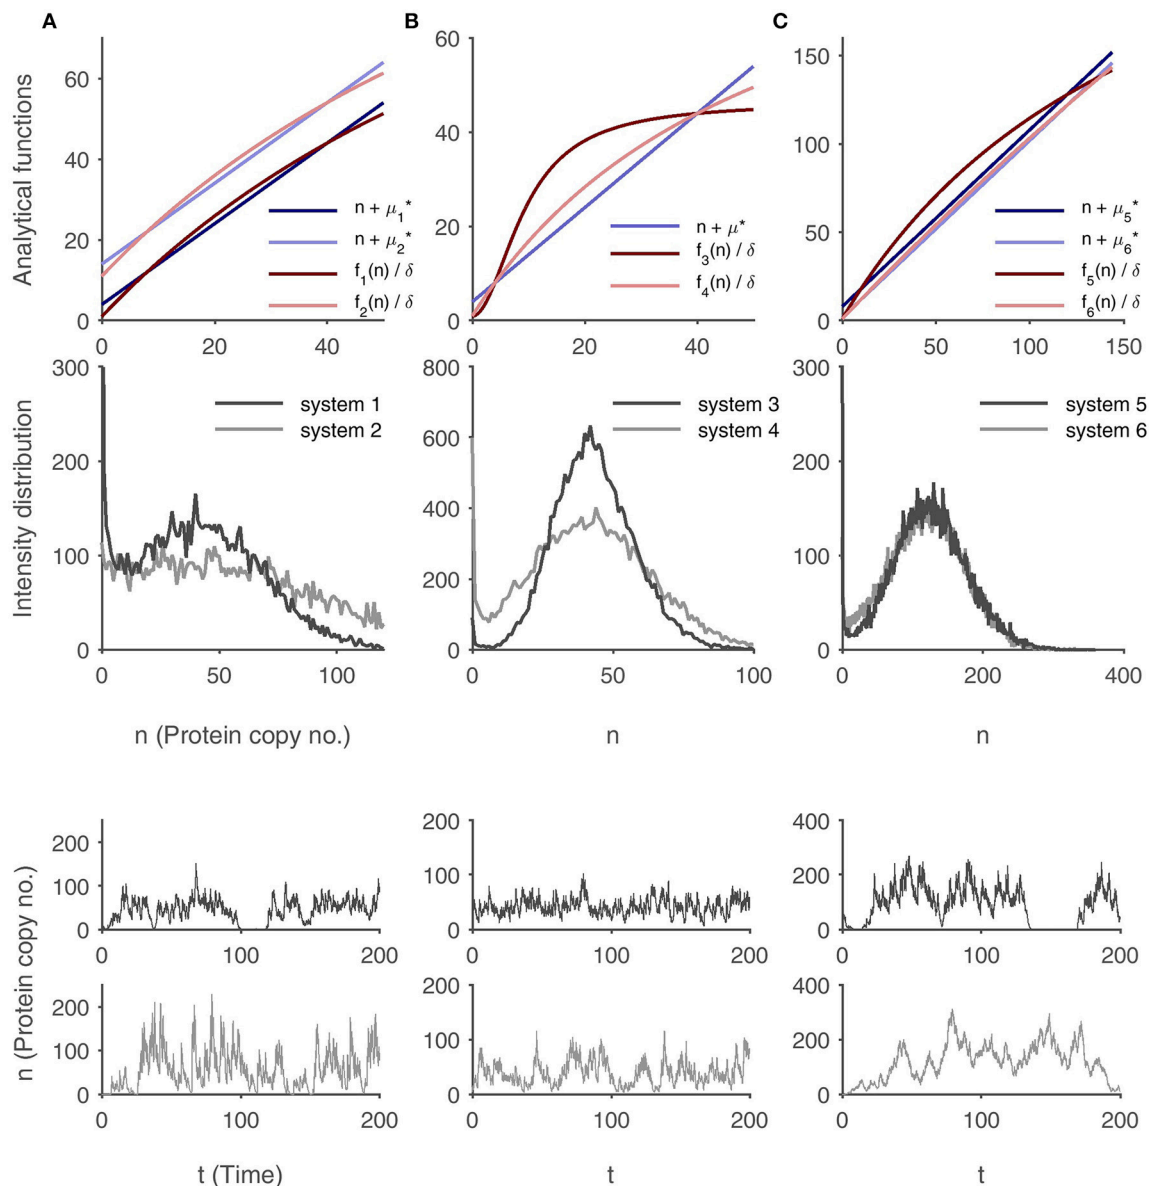 A B C
Analytical functions
60
40
20
0
0 20 40
n + μ1*
n + μ2*
f1(n) / δ
f2(n) / δ
60
40
20
0
0 20 40
n + μ*
f3(n) / δ
f4(n) / δ
150
100
50
0
0 50 100 150
n + μ5*
n + μ6*
f5(n) / δ
f6(n) / δ
Intensity distribution
300
200
100
0
0 50 100
system 1
system 2
n (Protein copy no.)
800
600
400
200
0
0 50 100
system 3
system 4
n
300
200
100
0
0 200 400
system 5
system 6
n
n (Protein copy no.)
200
100
0
0 100 200
200
100
0
0 100 200
400
200
0
0 100 200
200
100
0
0 100 200
200
100
0
0 100 200
400
200
0
0 100 200
t (Time) t t